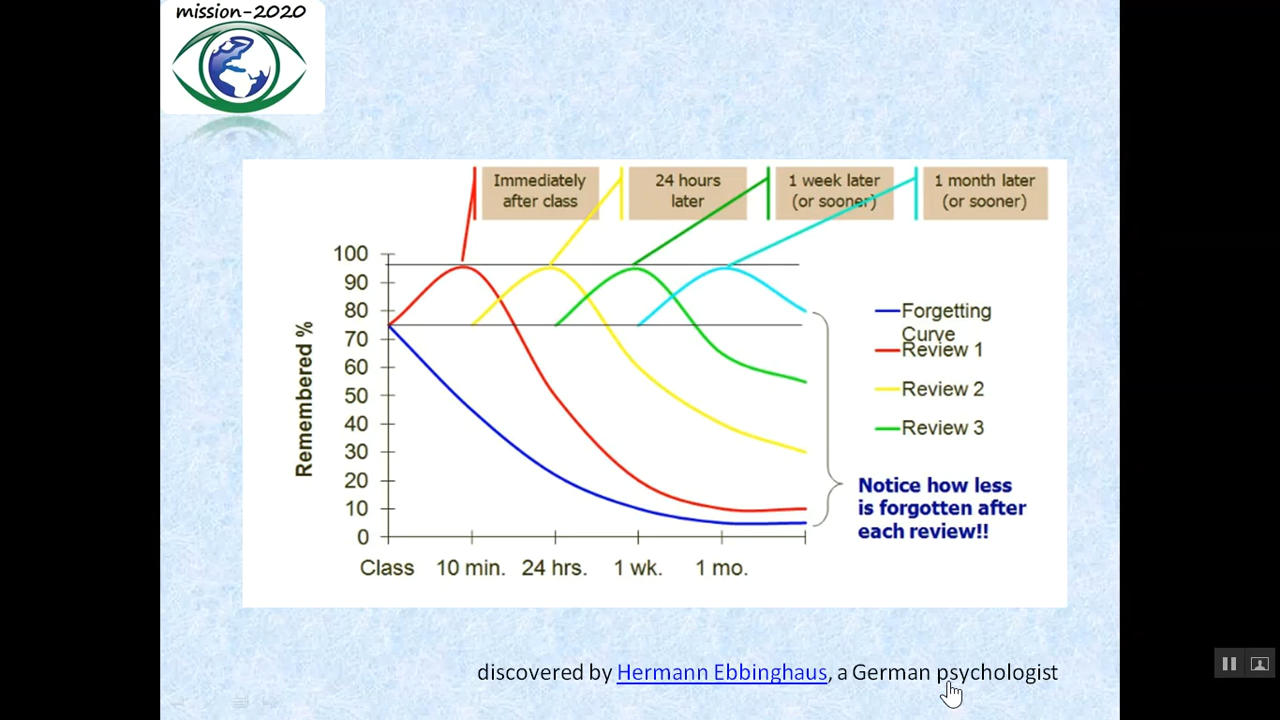 mission-2020
Immediately
after class
24 hours
later
1 week later
(or sooner)
1 month later
(or sooner)
Remembered %
100
90
80
70
60
50
40
30
20
10
0
Class 10 min. 24 hrs. 1 wk. 1 mo.
Forgetting
Curve
Review 1
Review 2
Review 3
Notice how less
is forgotten after
each review!!
discovered by Hermann Ebbinghaus, a German psychologist